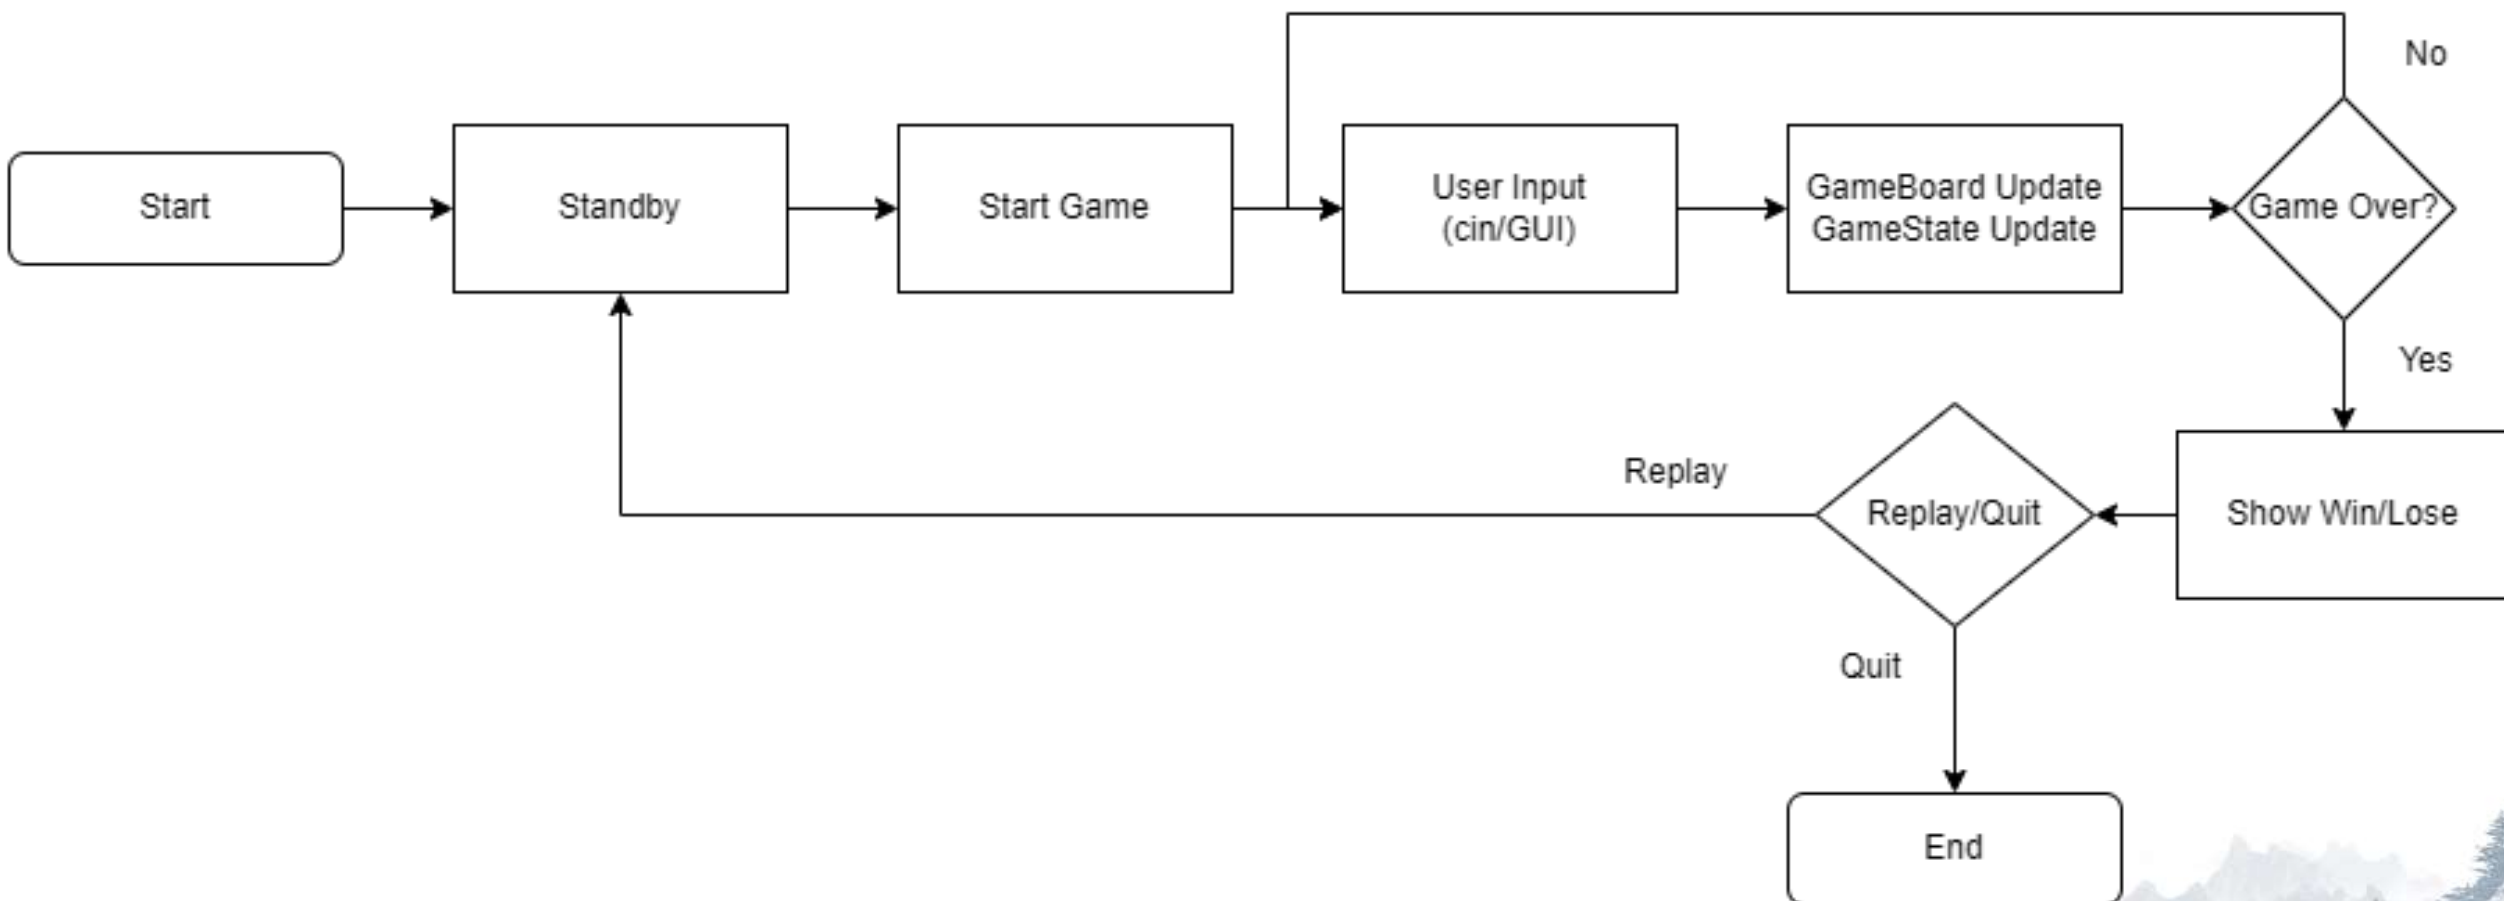 No
Start
Standby
Start Game
User Input
(cin/GUI)
GameBoard Update
GameState Update
Game Over?
Yes
Replay
Replay/Quit
Show Win/Lose
Quit
End